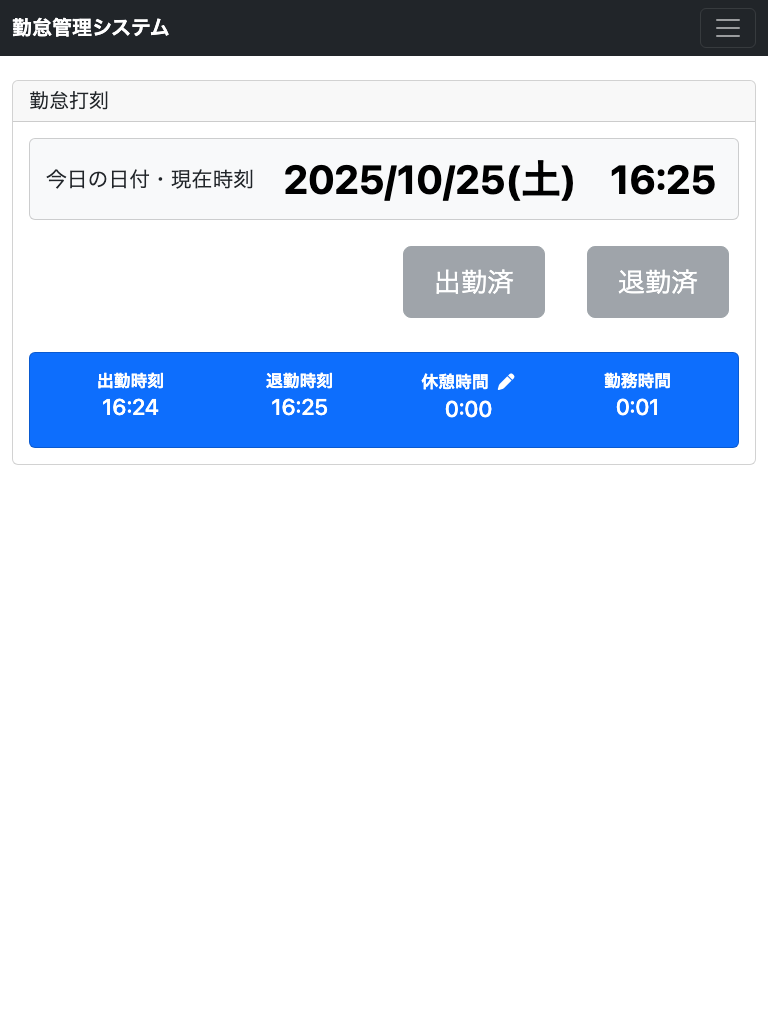 勤怠管理システム
勤怠打刻
今日の日付・現在時刻 2025/10/25(土) 16:25
出勤済 退勤済
出勤時刻 退勤時刻 休憩時間 勤務時間
16:24 16:25 0:00 0:01